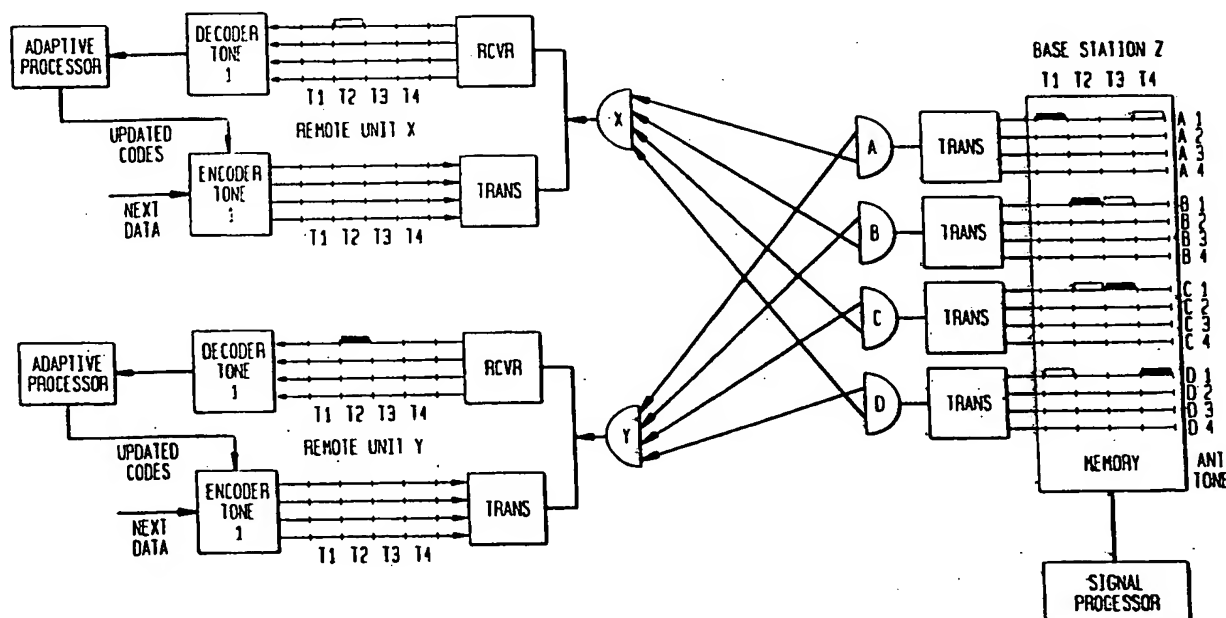 ADAPTIVE
PROCESSOR
DECODER
TONE
1
T1 T2 T3 T4
RCVR
REMOTE UNIT X
UPDATED
CODES
ENCODER
TONE
1
NEXT
DATA
T1 T2 T3 T4
TRANS
X
ADAPTIVE
PROCESSOR
DECODER
TONE
1
T1 T2 T3 T4
RCVR
REMOTE UNIT Y
UPDATED
CODES
ENCODER
TONE
1
NEXT
DATA
T1 T2 T3 T4
TRANS
Y
BASE STATION Z
T1 T2 T3 T4
A
TRANS
A 1
A 2
A 3
A 4
B
TRANS
B 1
B 2
B 3
B 4
C
TRANS
C 1
C 2
C 3
C 4
D
TRANS
D 1
D 2
D 3
D 4
MEMORY
ANT
TONE
SIGNAL
PROCESSOR